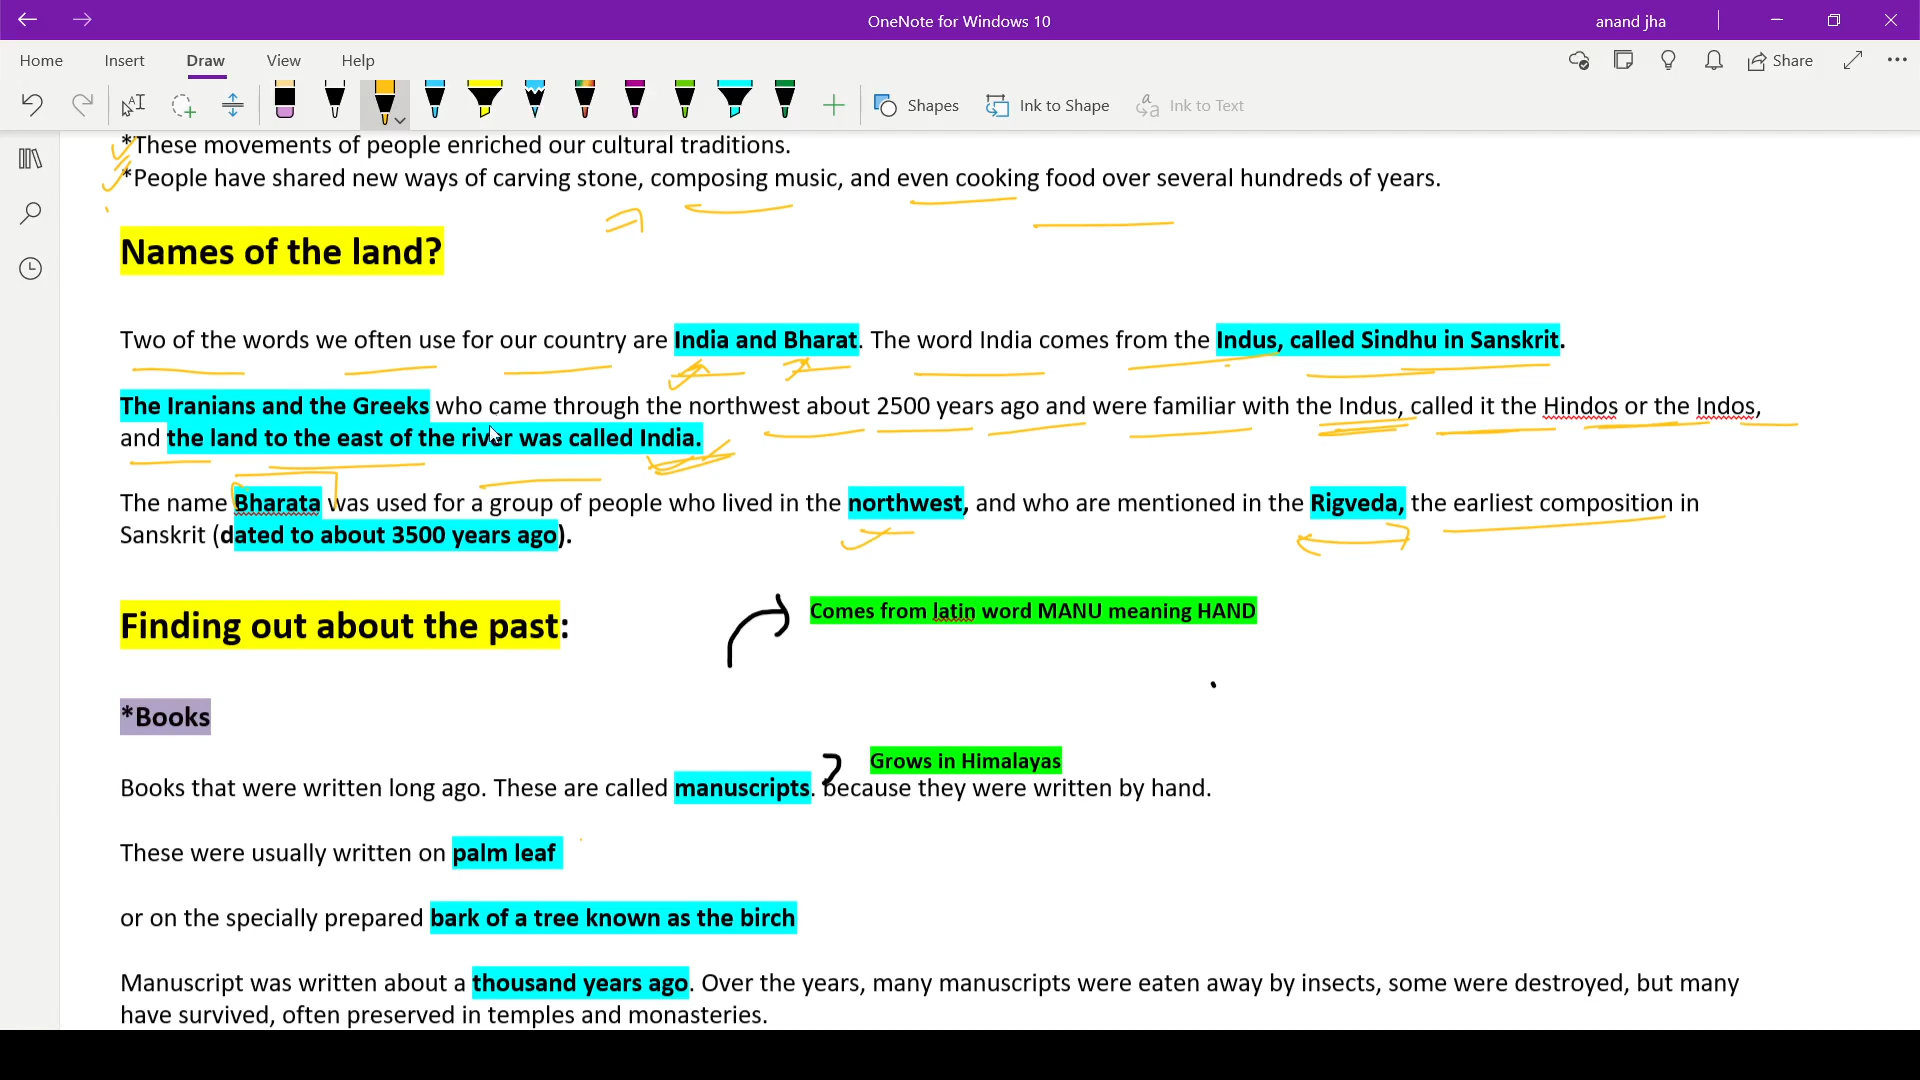 OneNote for Windows 10
anand jha
Home Insert Draw View Help
Share
Shapes Ink to Shape Ink to Text
*These movements of people enriched our cultural traditions.
*People have shared new ways of carving stone, composing music, and even cooking food over several hundreds of years.
Names of the land?
Two of the words we often use for our country are India and Bharat. The word India comes from the Indus, called Sindhu in Sanskrit.
The Iranians and the Greeks who came through the northwest about 2500 years ago and were familiar with the Indus, called it the Hindos or the Indos,
and the land to the east of the river was called India.
The name Bharata was used for a group of people who lived in the northwest, and who are mentioned in the Rigveda, the earliest composition in
Sanskrit (dated to about 3500 years ago).
Comes from latin word MANU meaning HAND
Finding out about the past:
*Books
Grows in Himalayas
Books that were written long ago. These are called manuscripts. because they were written by hand.
These were usually written on palm leaf
or on the specially prepared bark of a tree known as the birch
Manuscript was written about a thousand years ago. Over the years, many manuscripts were eaten away by insects, some were destroyed, but many
have survived, often preserved in temples and monasteries.